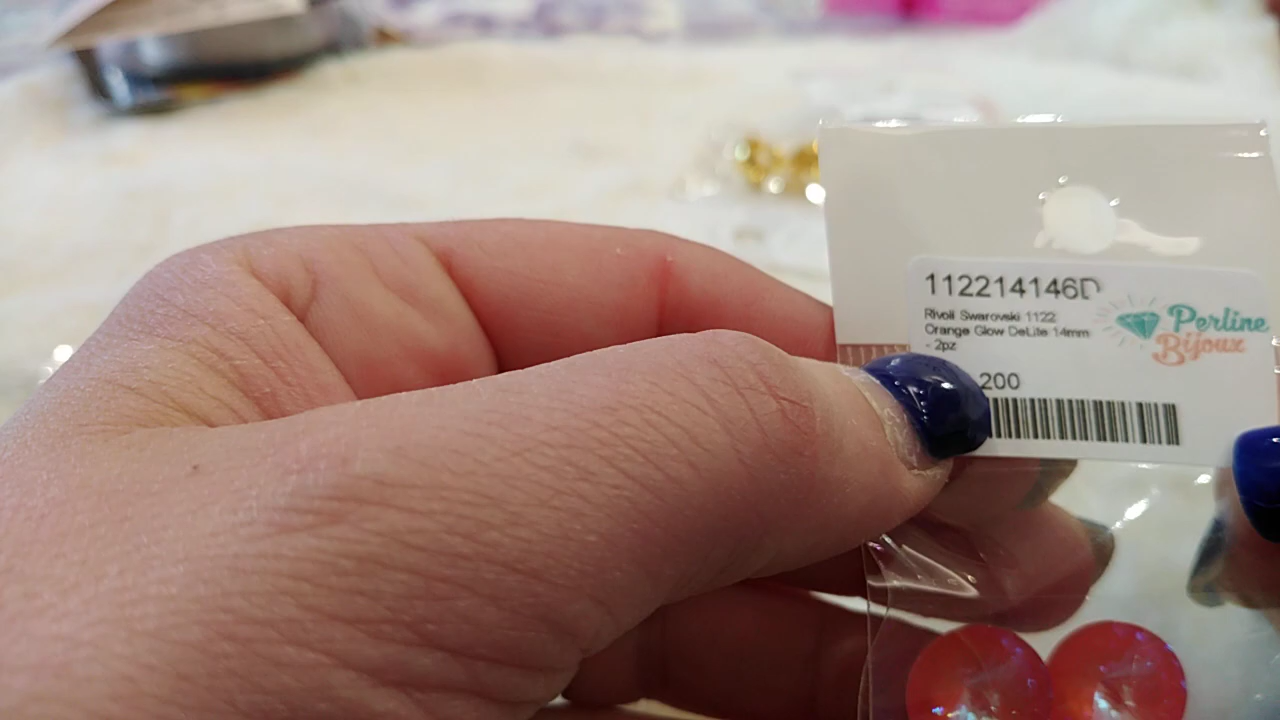 112214146D
Rivoli Swarovski 1122
Orange Glow DeLite 14mm
- 2pz
200
Perline
Bijoux